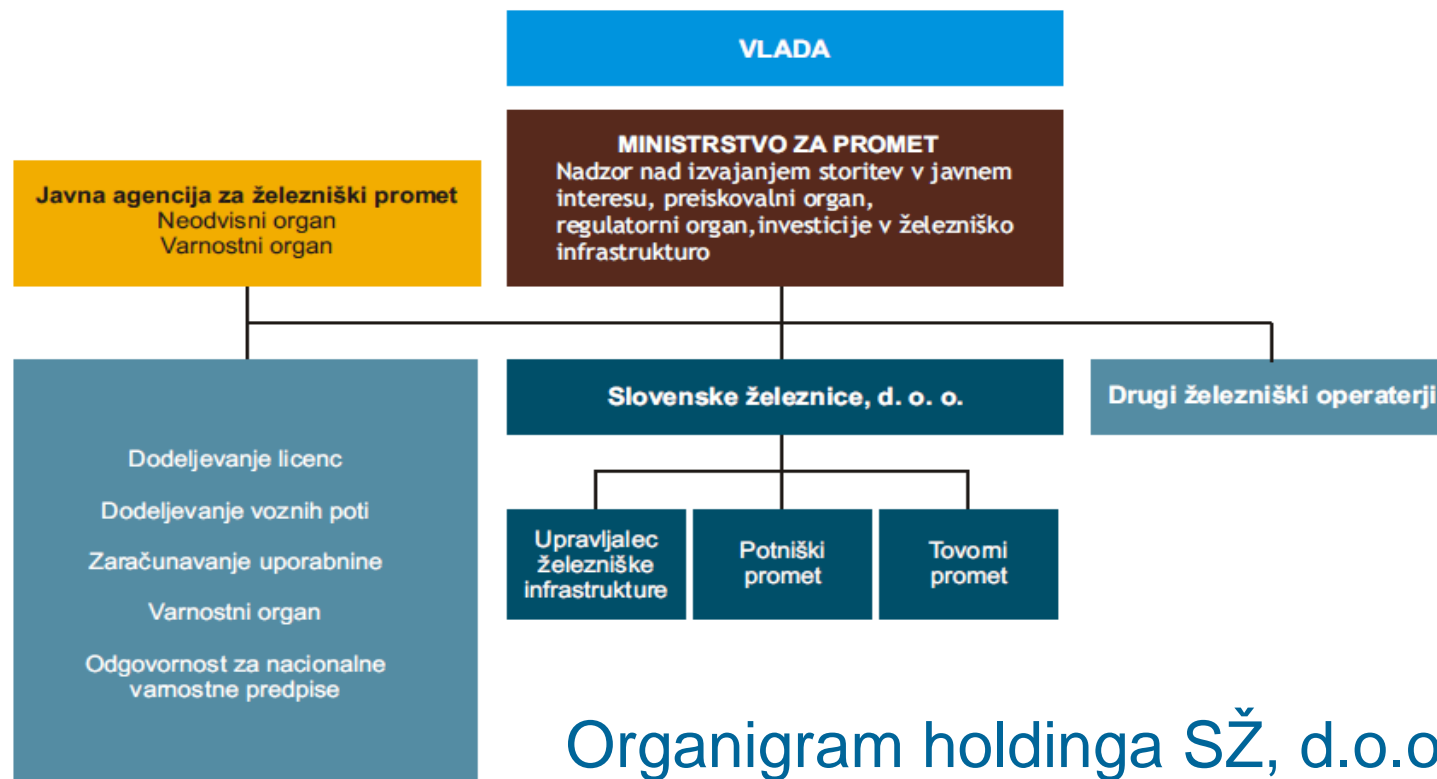 VLADA
MINISTRSTVO ZA PROMET
Nadzor nad izvajanjem storitev v javnem
interesu, preiskovalni organ,
regulatorni organ,investicije v železniško
infrastrukturo
Javna agencija za železniški promet
Neodvisni organ
Varnostni organ
Dodeljevanje licenc
Dodeljevanje voznih poti
Zaračunavanje uporabnine
Varnostni organ
Odgovornost za nacionalne
varnostne predpise
Slovenske železnice, d. o. o.
Drugi železniški operaterji
Upravljalec
železniške
infrastrukture
Potniški
promet
Tovorni
promet
Organigram holdinga SŽ, d.o.o